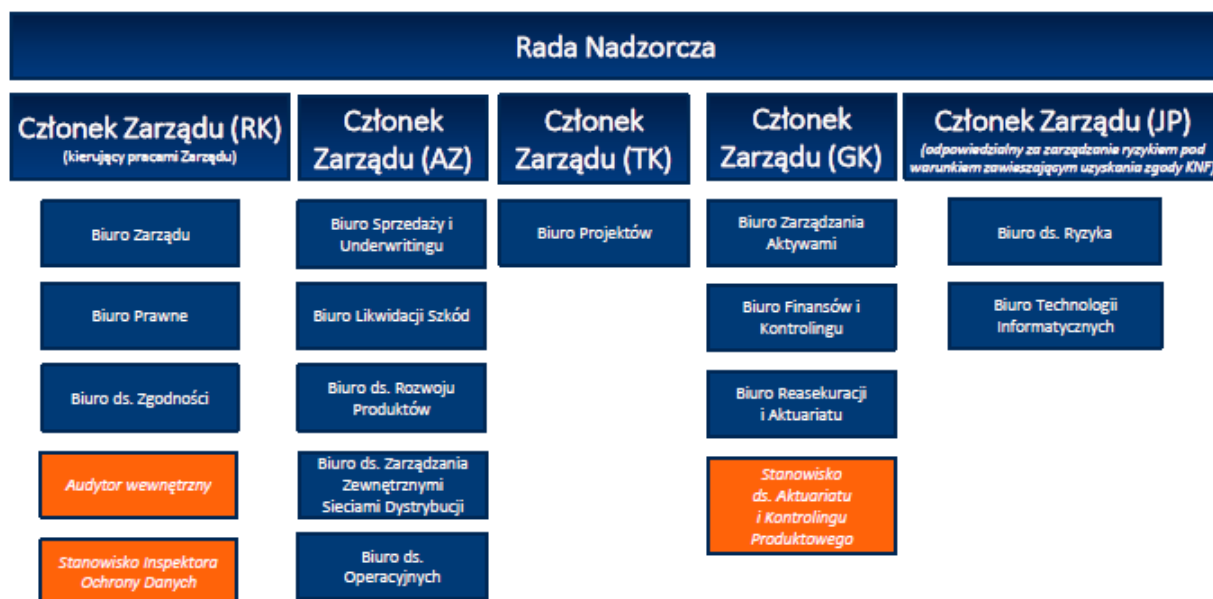 Rada Nadzorcza
Członek Zarządu (RK)
(kierujący pracami Zarządu)
Biuro Zarządu
Biuro Prawne
Biuro ds. Zgodności
Audytor wewnętrzny
Stanowisko Inspektora
Ochrony Danych
Członek
Zarządu (AZ)
Biuro Sprzedaży i
Underwritingu
Biuro Likwidacji Szkód
Biuro ds. Rozwoju
Produktów
Biuro ds. Zarządzania
Zewnętrznymi
Sieciami Dystrybucji
Biuro ds.
Operacyjnych
Członek
Zarządu (TK)
Biuro Projektów
Członek
Zarządu (GK)
Biuro Zarządzania
Aktywami
Biuro Finansów i
Kontrolingu
Biuro Reasekuracji
i Aktuariatu
Stanowisko
ds. Aktuariatu
i Kontrolingu
Produktowego
Członek Zarządu (JP)
(odpowiedzialny za zarządzanie ryzykiem pod
warunkiem zawieszającym uzyskania zgody KNF)
Biuro ds. Ryzyka
Biuro Technologii
Informatycznych